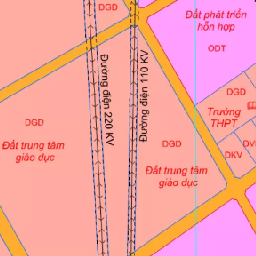 DGD
Đất phát triển
hỗn hợp
ODT
Đường điện 220 KV
Đường điện 110 KV
DGD
Trường
THPT
DGD
Đất trung tâm
giáo dục
DGD
Đất trung tâm
giáo dục
DKV